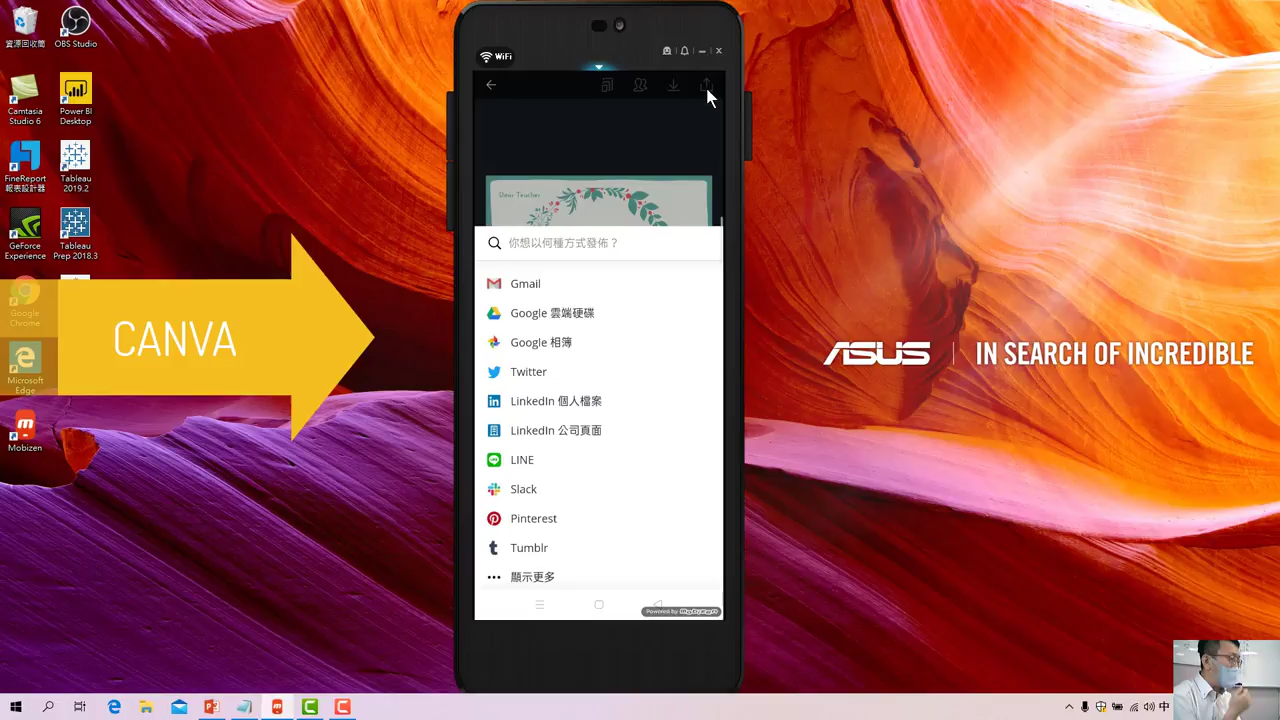 資源回收筒
OBS Studio
Camtasia
Studio 6
Power BI
Desktop
FineReport
報表設計器
Tableau
2019.2
GeForce
Experience
Tableau
Prep 2018.3
Google
Chrome
Microsoft
Edge
Mobizen
CANVA
WiFi
Dear Teacher
你想以何種方式發佈？
Gmail
Google 雲端硬碟
Google 相簿
Twitter
LinkedIn 個人檔案
LinkedIn 公司頁面
LINE
Slack
Pinterest
Tumblr
顯示更多
Powered by
ASUS
IN SEARCH OF INCREDIBLE
中